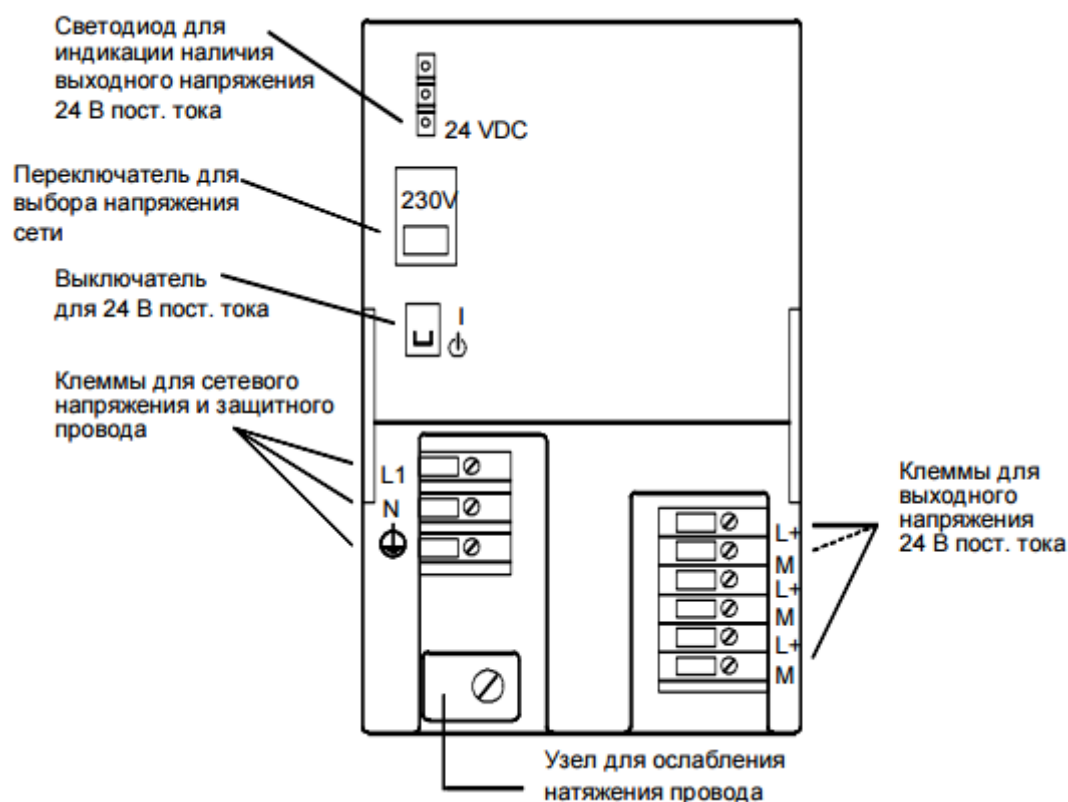 Светодиод для
индикации наличия
выходного напряжения
24 В пост. тока
24 VDC
Переключатель для
выбора напряжения
сети
230V
Выключатель
для 24 В пост. тока
I
Клеммы для сетевого
напряжения и защитного
провода
L1
N
Клеммы для
выходного
напряжения
24 В пост. тока
L+
M
L+
M
L+
M
Узел для ослабления
натяжения провода